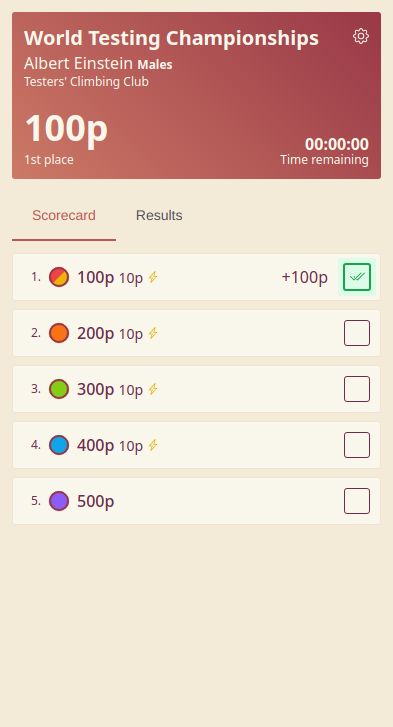 World Testing Championships
Albert Einstein Males
Testers' Climbing Club
100p
1st place
00:00:00
Time remaining
Scorecard Results
1. 100p 10p +100p
2. 200p 10p
3. 300p 10p
4. 400p 10p
5. 500p